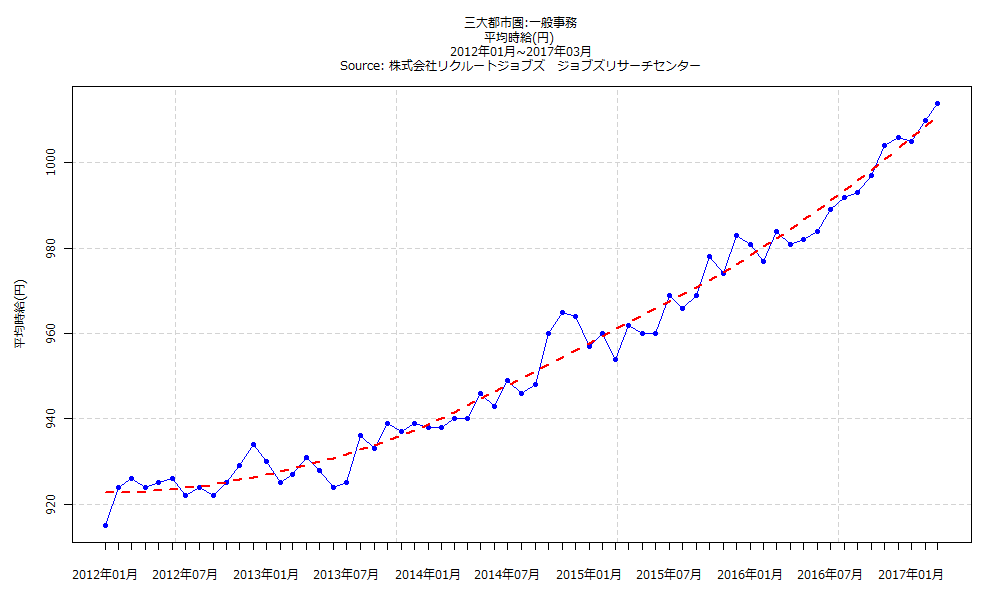 三大都市圏:一般事務
平均時給(円)
2012年01月~2017年03月
Source: 株式会社リクルートジョブズ　ジョブズリサーチセンター
平均時給(円)
1000
980
960
940
920
2012年01月 2012年07月 2013年01月 2013年07月 2014年01月 2014年07月 2015年01月 2015年07月 2016年01月 2016年07月 2017年01月